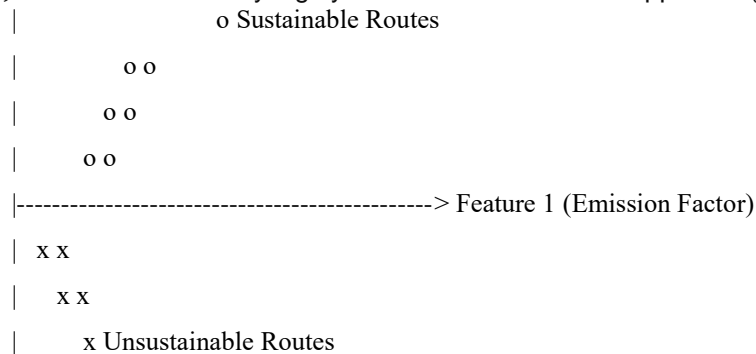 | o Sustainable Routes
| o o
| o o
| o o
|----------------------------------------------> Feature 1 (Emission Factor)
| x x
| x x
| x Unsustainable Routes